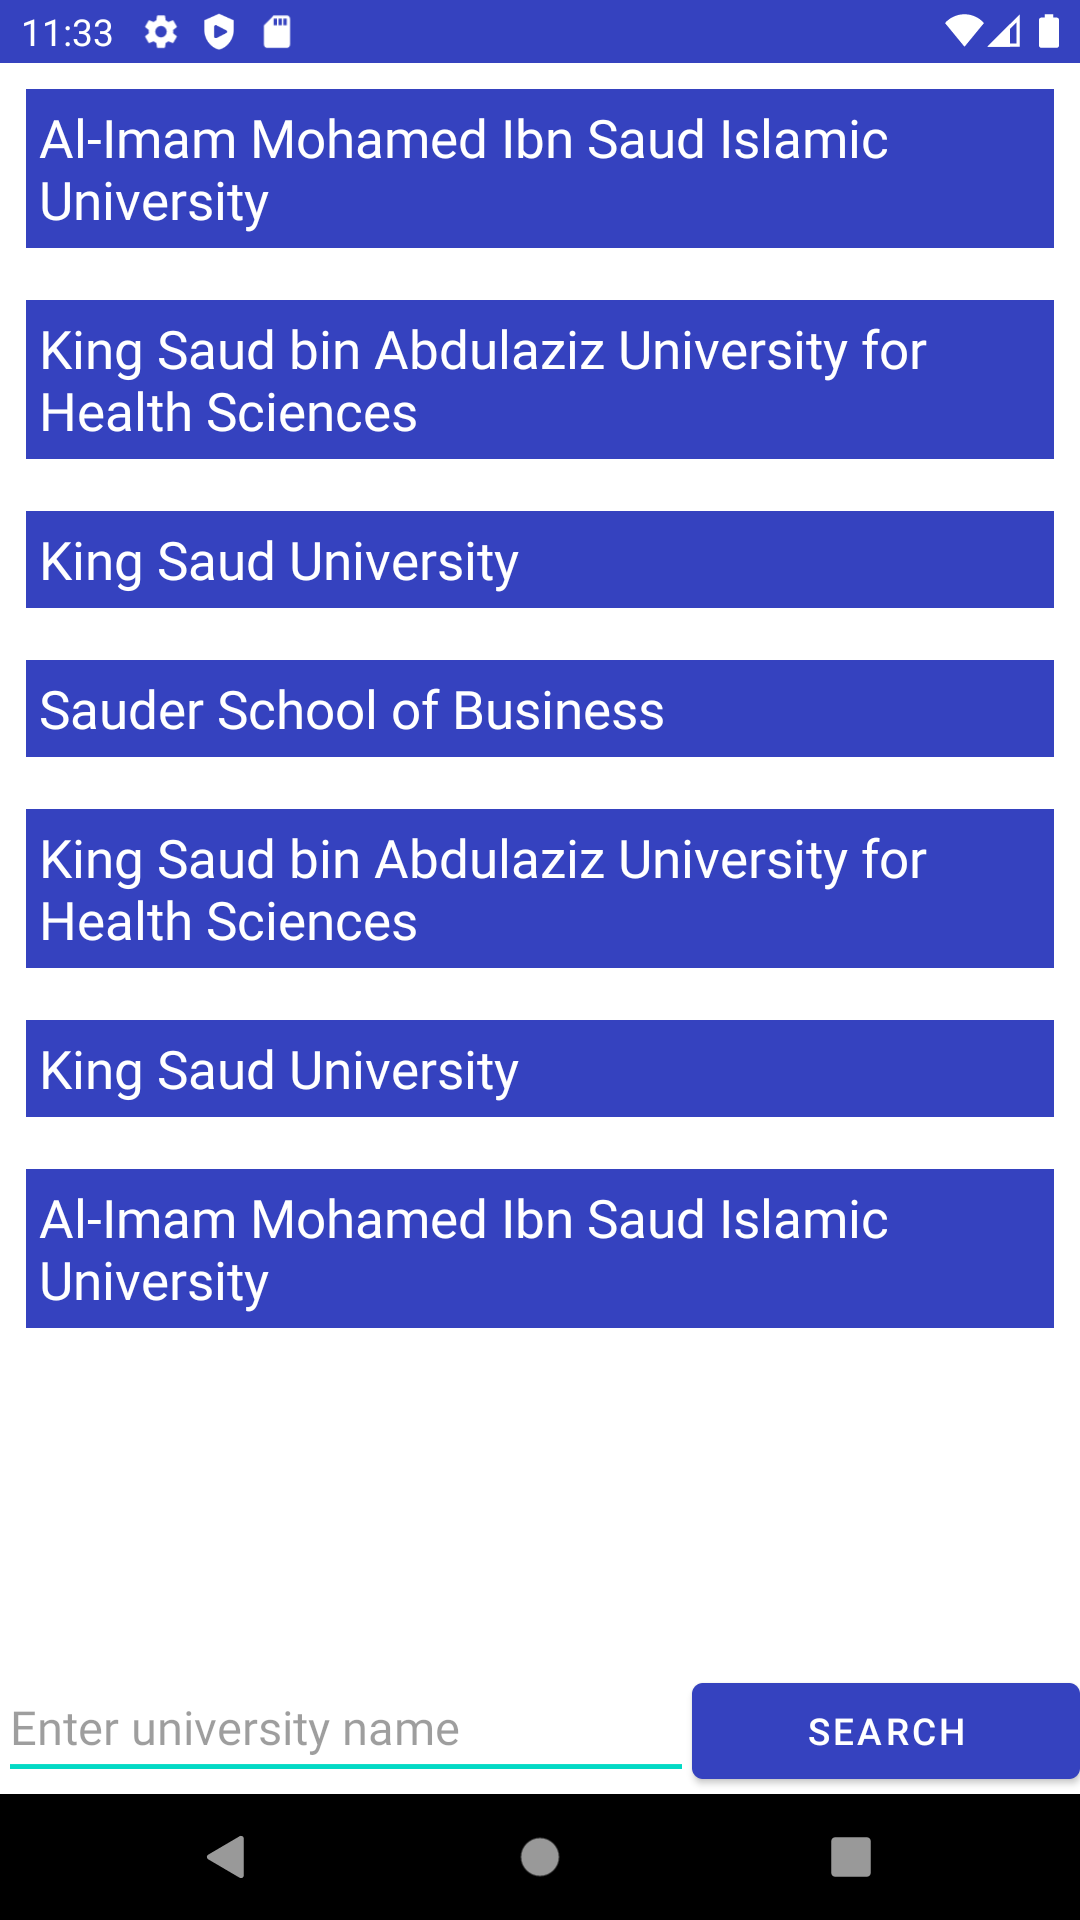 11:33
Al-Imam Mohamed Ibn Saud Islamic
University
King Saud bin Abdulaziz University for
Health Sciences
King Saud University
Sauder School of Business
King Saud bin Abdulaziz University for
Health Sciences
King Saud University
Al-Imam Mohamed Ibn Saud Islamic
University
Enter university name
SEARCH